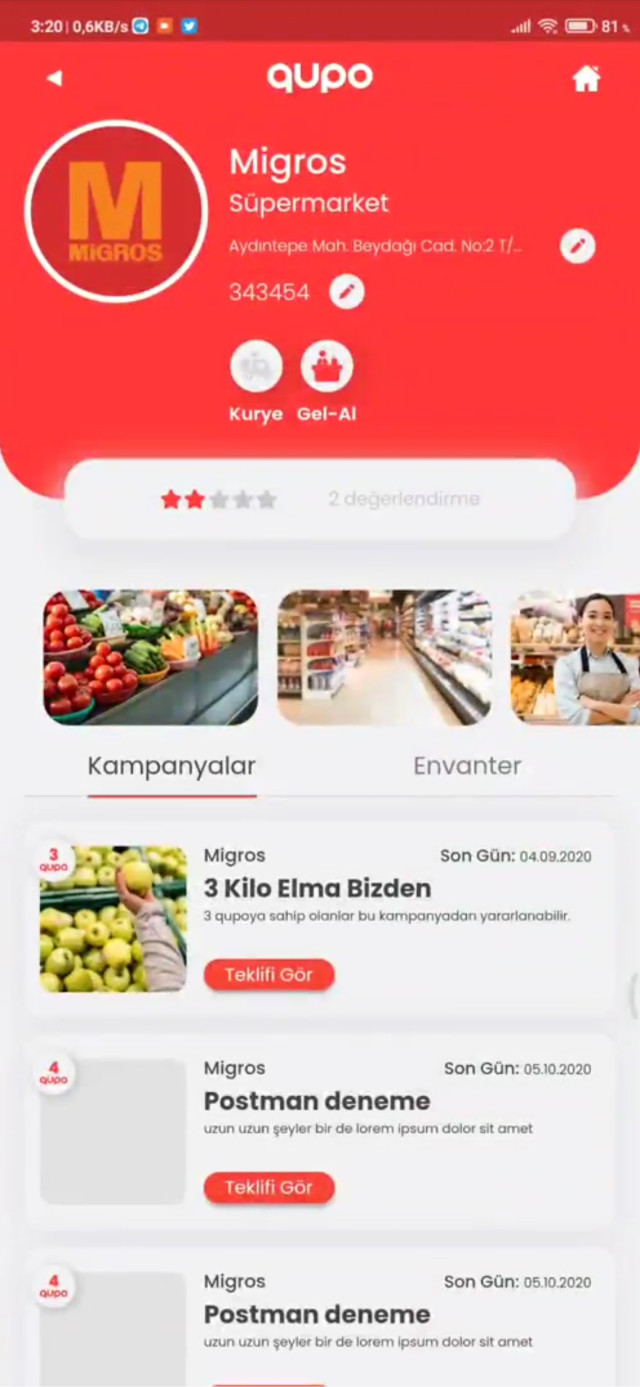 3:20 | 0,6KB/s
81 %
qupo
M
MiGROS
Migros
Süpermarket
Aydıntepe Mah. Beydağı Cad. No:2 T/...
343454
Kurye Gel-Al
2 değerlendirme
Kampanyalar Envanter
3
qupo
Migros Son Gün: 04.09.2020
3 Kilo Elma Bizden
3 qupoya sahip olanlar bu kampanyadan yararlanabilir.
Teklifi Gör
4
qupo
Migros Son Gün: 05.10.2020
Postman deneme
uzun uzun şeyler bir de lorem ipsum dolor sit amet
Teklifi Gör
4
qupo
Migros Son Gün: 05.10.2020
Postman deneme
uzun uzun şeyler bir de lorem ipsum dolor sit amet